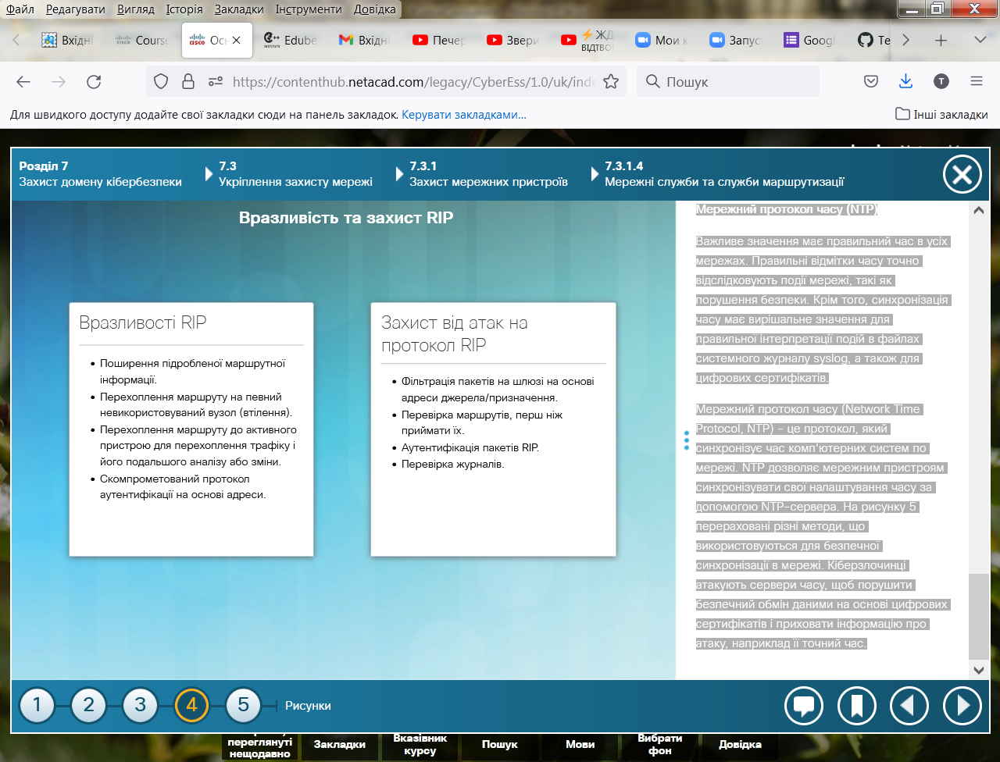 Файл Редагувати Вигляд Історія Закладки Інструменти Довідка
Вхідні Course Осн Edube Вхідні Печер Звери ⚡ЖД Мои к Запус Googl Te
ВІДТВО
https://contenthub.netacad.com/legacy/CyberEss/1.0/uk/inde Пошук T
Для швидкого доступу додайте свої закладки сюди на панель закладок. Керувати закладками... Інші закладки
Розділ 7
Захист домену кібербезпеки
7.3
Укріплення захисту мережі
7.3.1
Захист мережних пристроїв
7.3.1.4
Мережні служби та служби маршрутизації
Вразливість та захист RIP
Вразливості RIP
• Поширення підробленої маршрутної
інформації.
• Перехоплення маршруту на певний
невикористовуваний вузол (втілення).
• Перехоплення маршруту до активного
пристрою для перехоплення трафіку і
його подальшого аналізу або зміни.
• Скомпрометований протокол
аутентифікації на основі адреси.
Захист від атак на
протокол RIP
• Фільтрація пакетів на шлюзі на основі
адреси джерела/призначення.
• Перевірка маршрутів, перш ніж
приймати їх.
• Аутентифікація пакетів RIP.
• Перевірка журналів.
Мережний протокол часу (NTP)
Важливе значення має правильний час в усіх
мережах. Правильні відмітки часу точно
відслідковують події мережі, такі як
порушення безпеки. Крім того, синхронізація
часу має вирішальне значення для
правильної інтерпретації подій в файлах
системного журналу syslog, а також для
цифрових сертифікатів.
Мережний протокол часу (Network Time
Protocol, NTP) - це протокол, який
синхронізує час комп'ютерних систем по
мережі. NTP дозволяє мережним пристроям
синхронізувати свої налаштування часу за
допомогою NTP-сервера. На рисунку 5
перераховані різні методи, що
використовуються для безпечної
синхронізації в мережі. Кіберзлочинці
атакують сервери часу, щоб порушити
безпечний обмін даними на основі цифрових
сертифікатів і приховати інформацію про
атаку, наприклад її точний час.
1 2 3 4 5 Рисунки
переглянуті
нещодавно
Закладки
Вказівник
курсу
Пошук
Мови
Вибрати
фон
Довідка